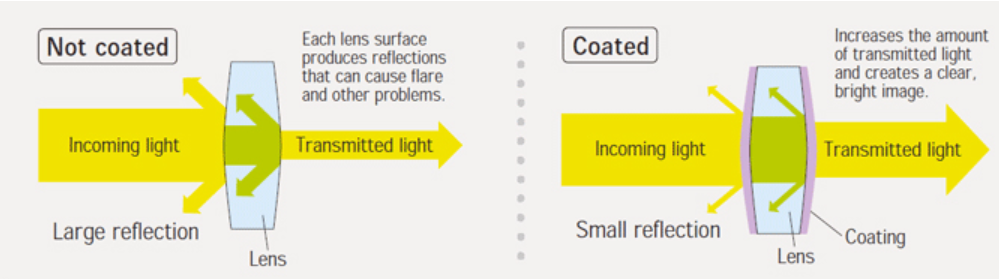 Not coated
Each lens surface
produces reflections
that can cause flare
and other problems.
Incoming light
Transmitted light
Large reflection
Lens
Coated
Increases the amount
of transmitted light
and creates a clear,
bright image.
Incoming light
Transmitted light
Small reflection
Coating
Lens